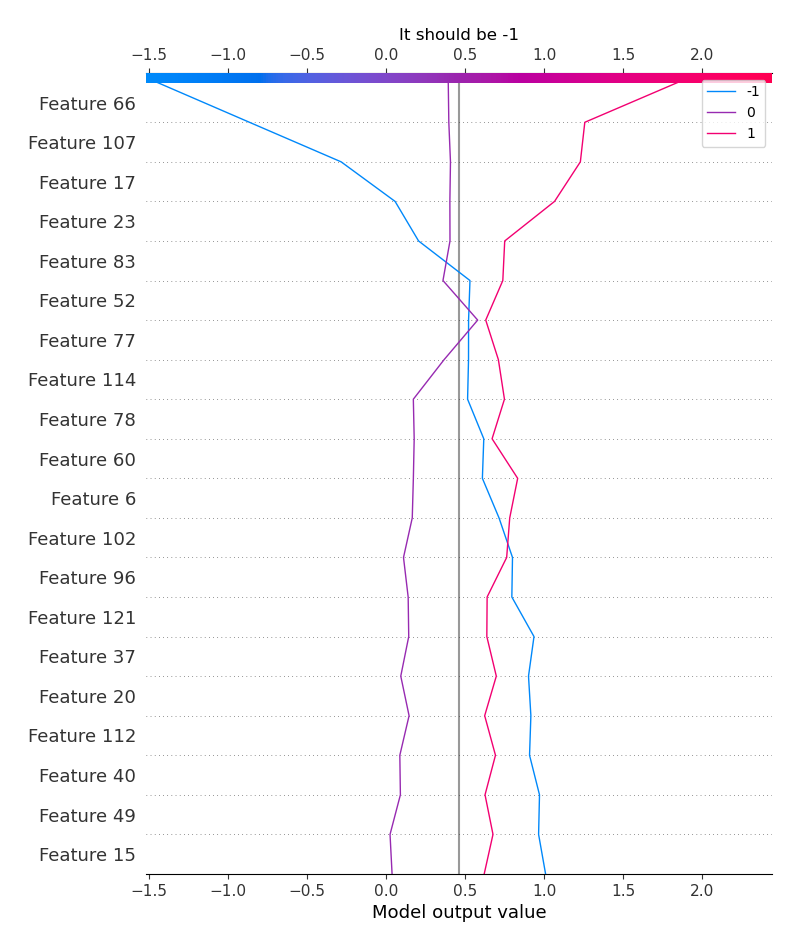 It should be -1
−1.5 −1.0 −0.5 0.0 0.5 1.0 1.5 2.0
-1
0
1
Feature 66
Feature 107
Feature 17
Feature 23
Feature 83
Feature 52
Feature 77
Feature 114
Feature 78
Feature 60
Feature 6
Feature 102
Feature 96
Feature 121
Feature 37
Feature 20
Feature 112
Feature 40
Feature 49
Feature 15
−1.5 −1.0 −0.5 0.0 0.5 1.0 1.5 2.0
Model output value